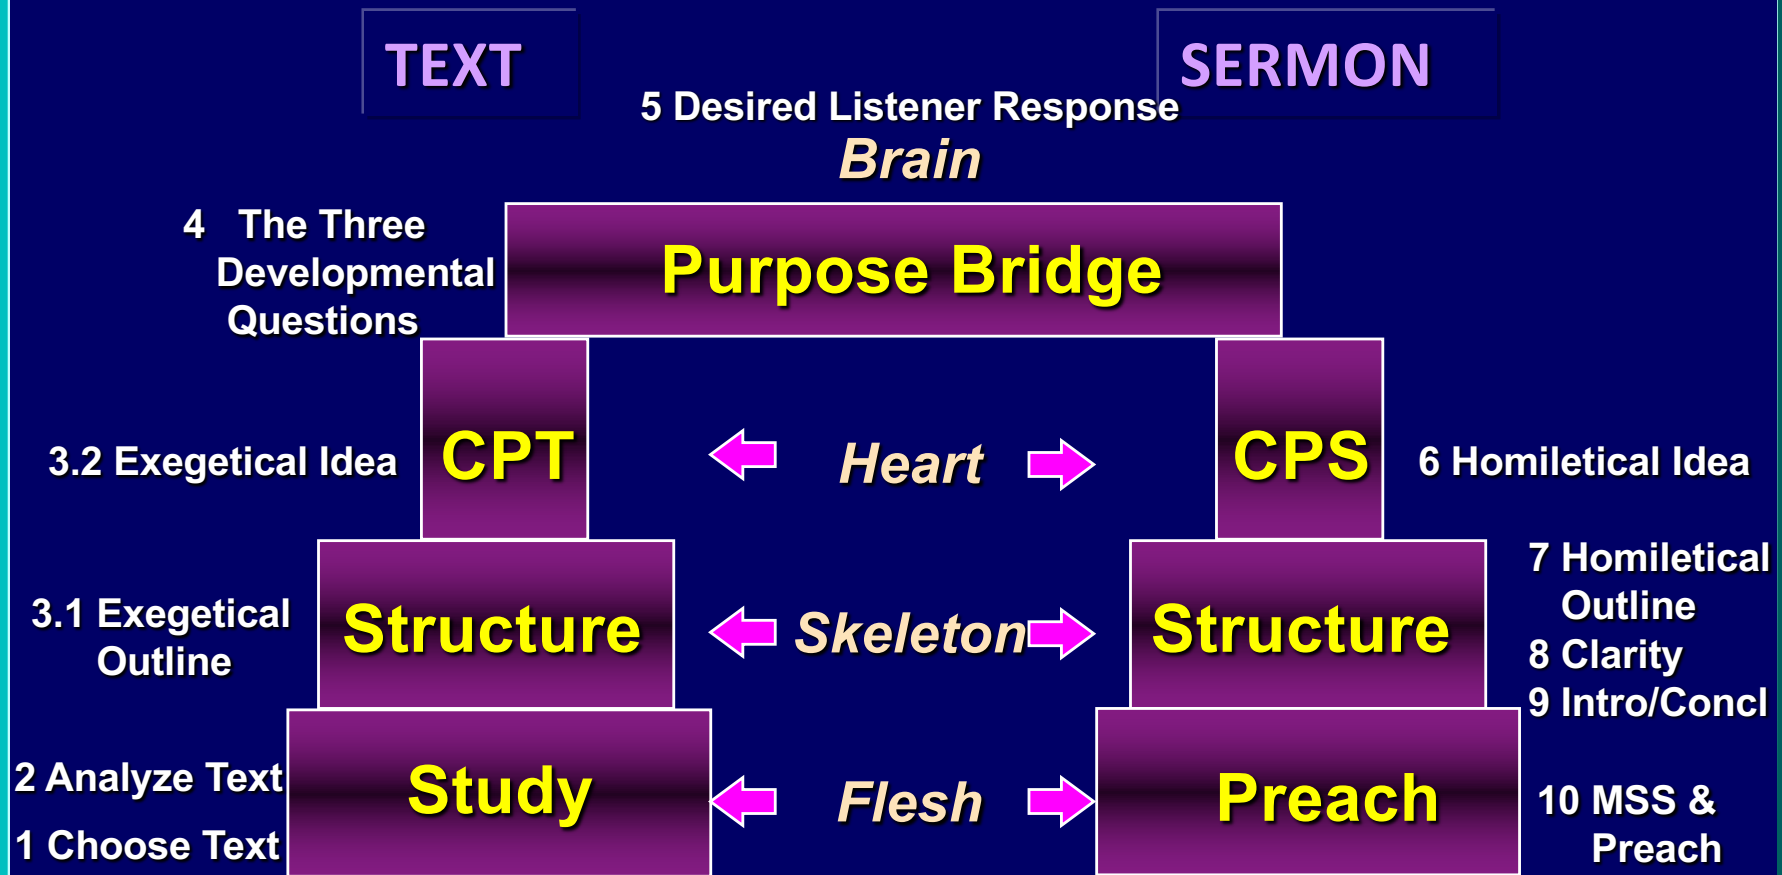 TEXT
SERMON
5 Desired Listener Response
Brain
4 The Three
Developmental
Questions
Purpose Bridge
3.2 Exegetical Idea
CPT
Heart
CPS
6 Homiletical Idea
3.1 Exegetical
Outline
Structure
Skeleton
Structure
7 Homiletical
Outline
8 Clarity
9 Intro/Concl
2 Analyze Text
1 Choose Text
Study
Flesh
Preach
10 MSS &
Preach